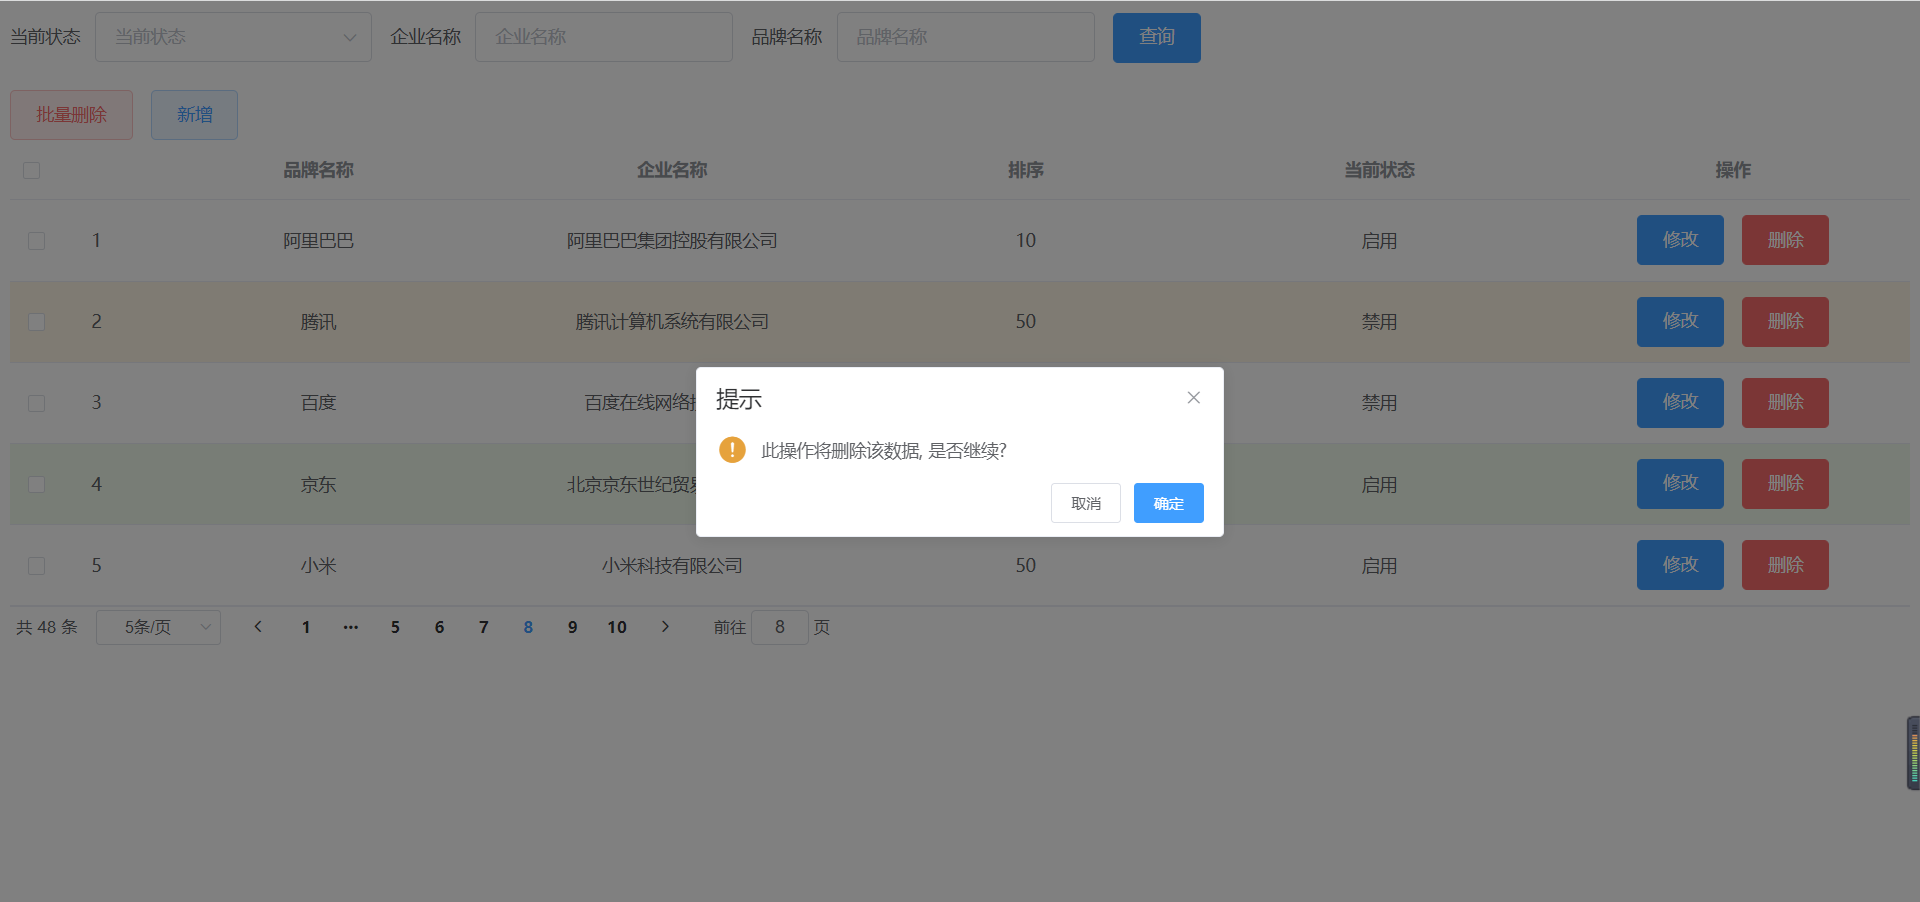 当前状态 当前状态 企业名称 企业名称 品牌名称 品牌名称 查询
批量删除 新增
品牌名称 企业名称 排序 当前状态 操作
1 阿里巴巴 阿里巴巴集团控股有限公司 10 启用 修改 删除
2 腾讯 腾讯计算机系统有限公司 50 禁用 修改 删除
3 百度 百度在线网络 禁用 修改 删除
4 京东 北京京东世纪贸 启用 修改 删除
5 小米 小米科技有限公司 50 启用 修改 删除
提示
此操作将删除该数据, 是否继续?
取消 确定
共 48 条 5条/页 1 ... 5 6 7 8 9 10 前往 8 页